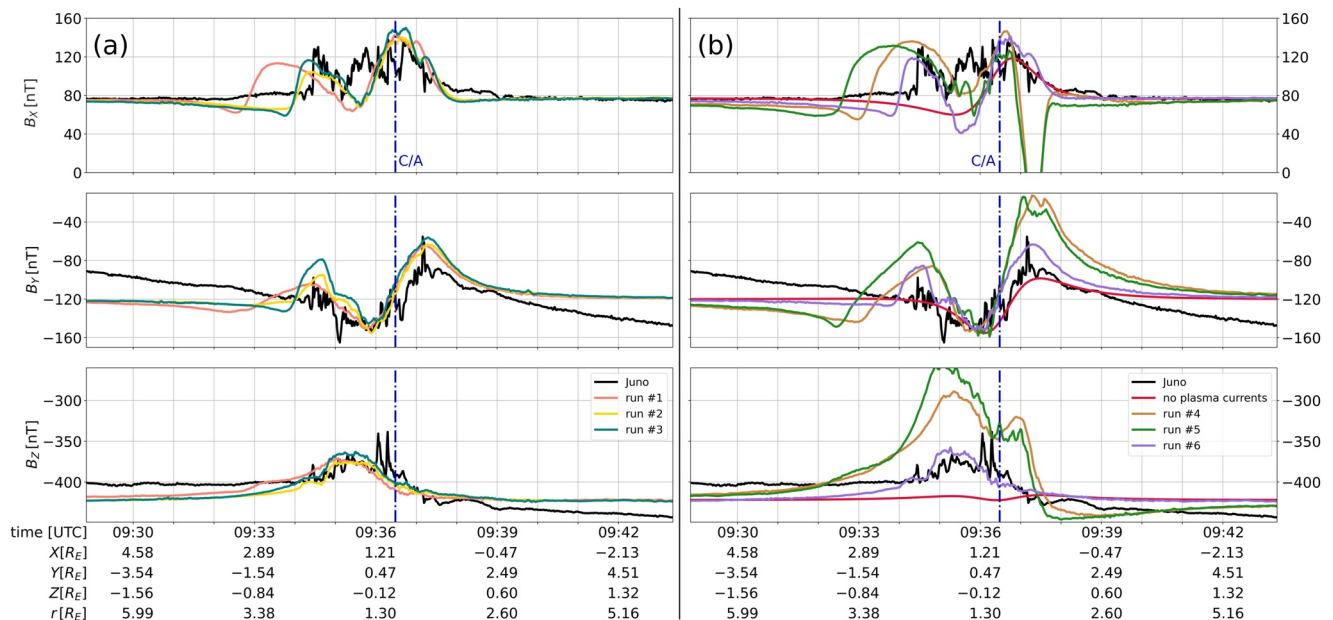 (a)
160
120
80
40
0
B_X [nT]
C/A
−40
−80
−120
−160
B_Y [nT]
−300
−350
−400
B_Z [nT]
Juno
run #1
run #2
run #3
(b)
160
120
80
40
0
C/A
−40
−80
−120
−160
−300
−350
−400
Juno
no plasma currents
run #4
run #5
run #6
time [UTC] 09:30 09:33 09:36 09:39 09:42 09:30 09:33 09:36 09:39 09:42
X[R_E] 4.58 2.89 1.21 −0.47 −2.13 4.58 2.89 1.21 −0.47 −2.13
Y[R_E] −3.54 −1.54 0.47 2.49 4.51 −3.54 −1.54 0.47 2.49 4.51
Z[R_E] −1.56 −0.84 −0.12 0.60 1.32 −1.56 −0.84 −0.12 0.60 1.32
r[R_E] 5.99 3.38 1.30 2.60 5.16 5.99 3.38 1.30 2.60 5.16